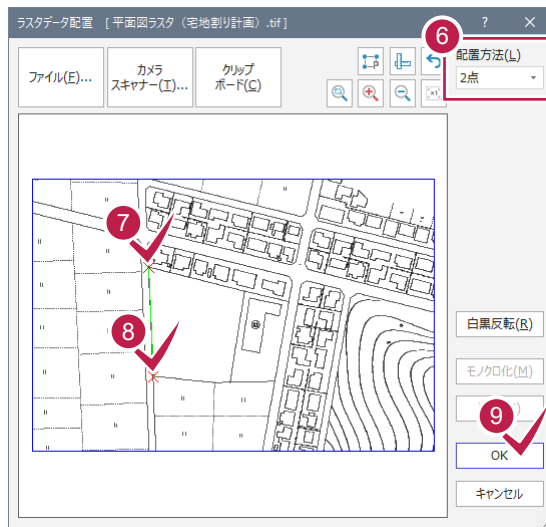 ラスタデータ配置 [ 平面図ラスタ（宅地割り計画）.tif ]
?
×
6
ファイル(F)...
カメラ
スキャナー(T)...
クリップ
ボード(C)
P
×1
配置方法(L)
2点
7
8
白黒反転(R)
モノクロ化(M)
9
OK
キャンセル